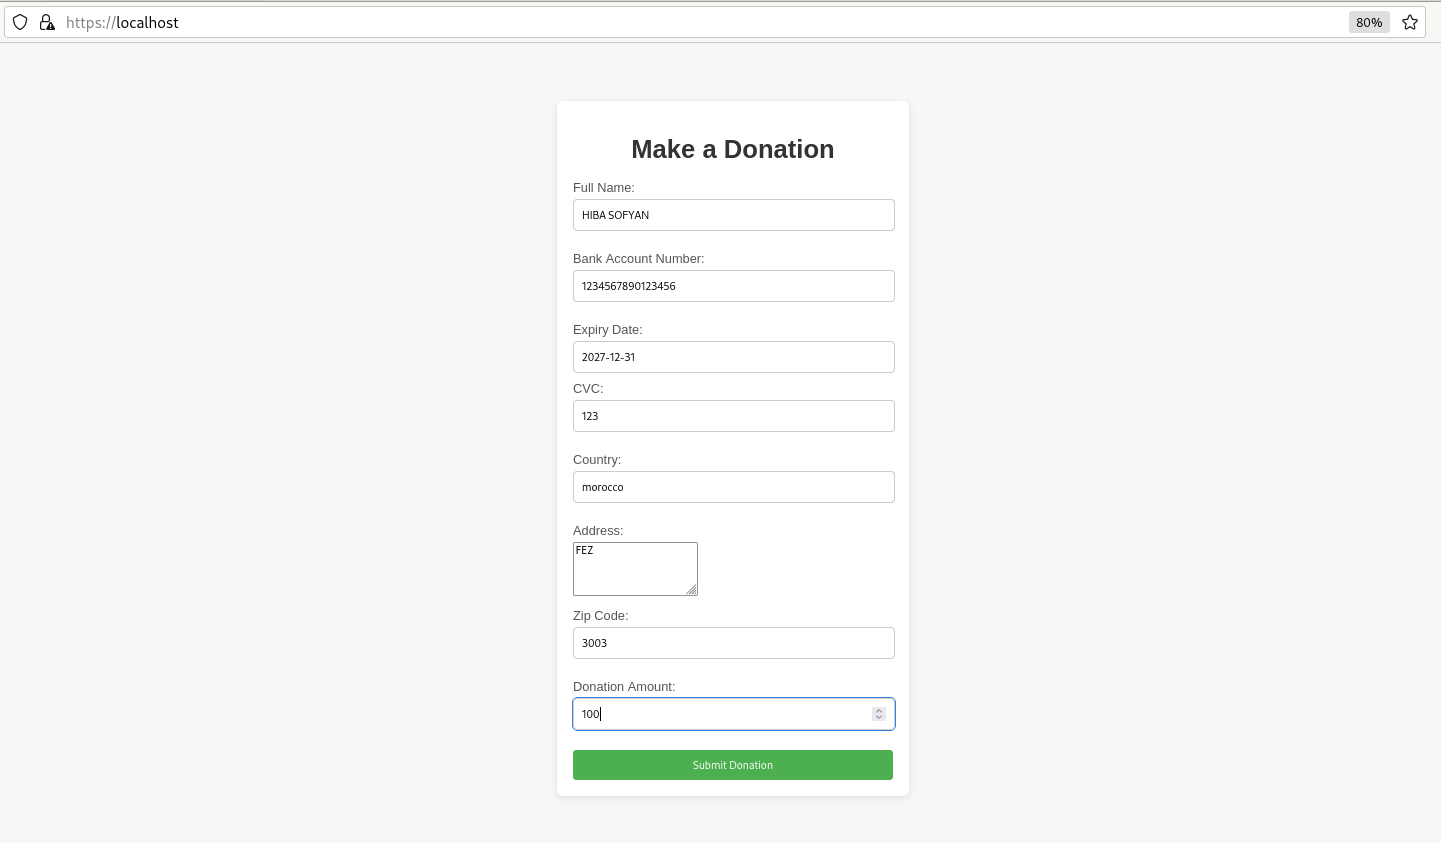 https://localhost
80%
Make a Donation
Full Name:
HIBA SOFYAN
Bank Account Number:
1234567890123456
Expiry Date:
2027-12-31
CVC:
123
Country:
morocco
Address:
FEZ
Zip Code:
3003
Donation Amount:
100
Submit Donation